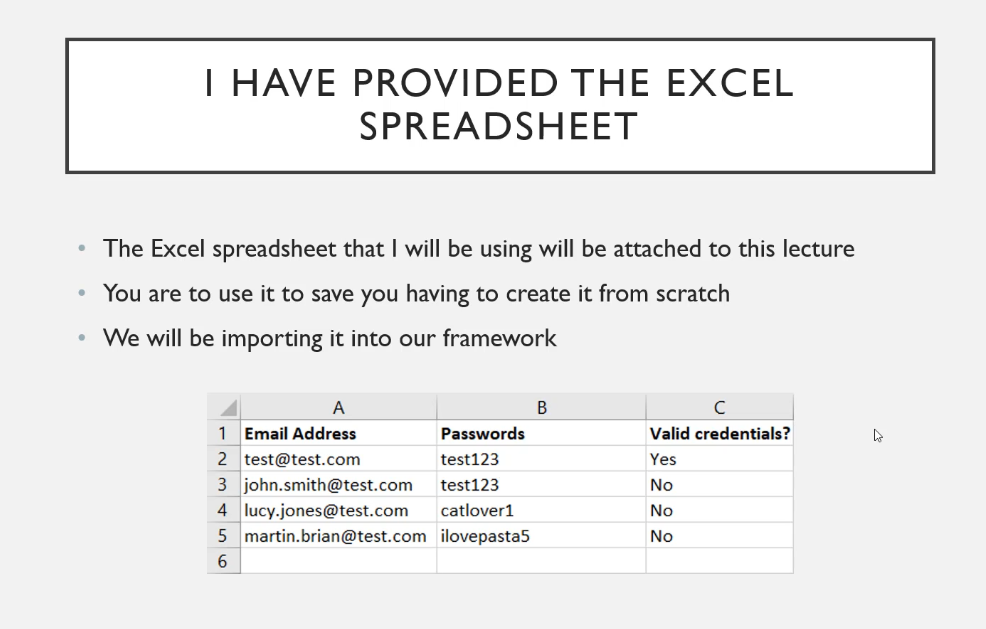 I HAVE PROVIDED THE EXCEL
SPREADSHEET
• The Excel spreadsheet that I will be using will be attached to this lecture
• You are to use it to save you having to create it from scratch
• We will be importing it into our framework
A B C
1 Email Address Passwords Valid credentials?
2 test@test.com test123 Yes
3 john.smith@test.com test123 No
4 lucy.jones@test.com catlover1 No
5 martin.brian@test.com ilovepasta5 No
6